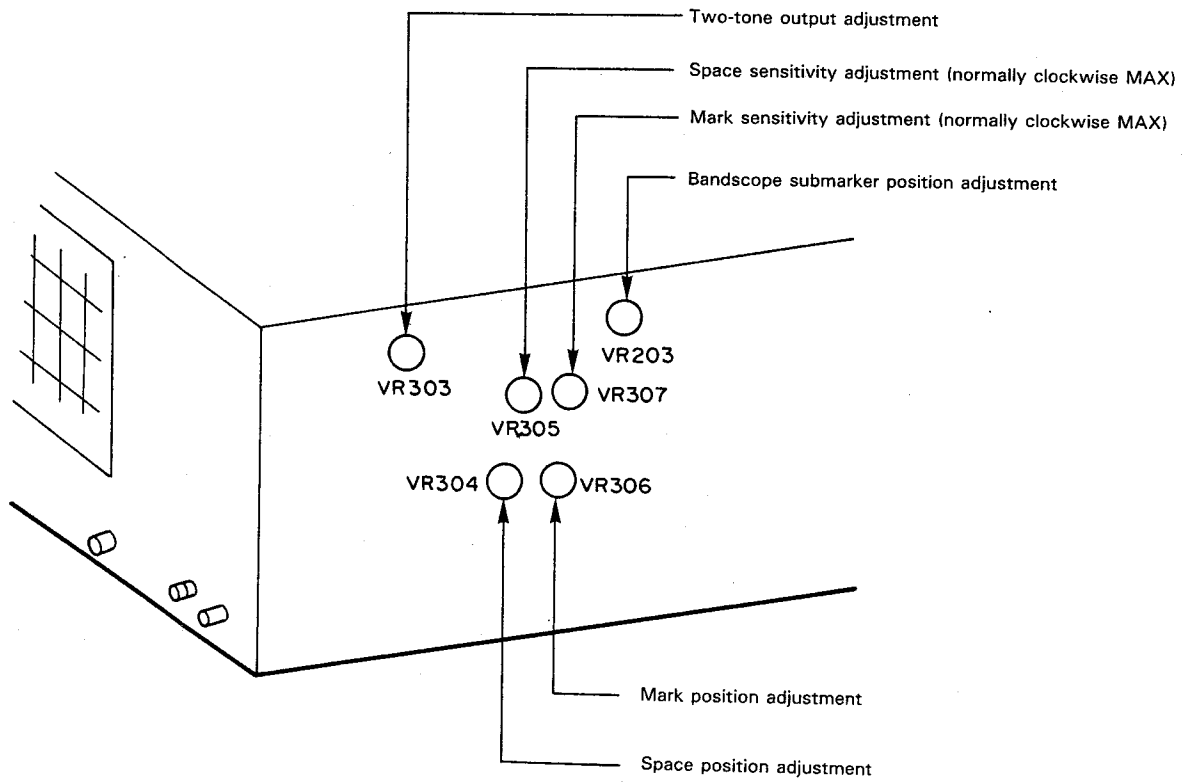 Two-tone output adjustment
Space sensitivity adjustment (normally clockwise MAX)
Mark sensitivity adjustment (normally clockwise MAX)
Bandscope submarker position adjustment
VR203
VR303
VR307
VR305
VR304
VR306
Mark position adjustment
Space position adjustment